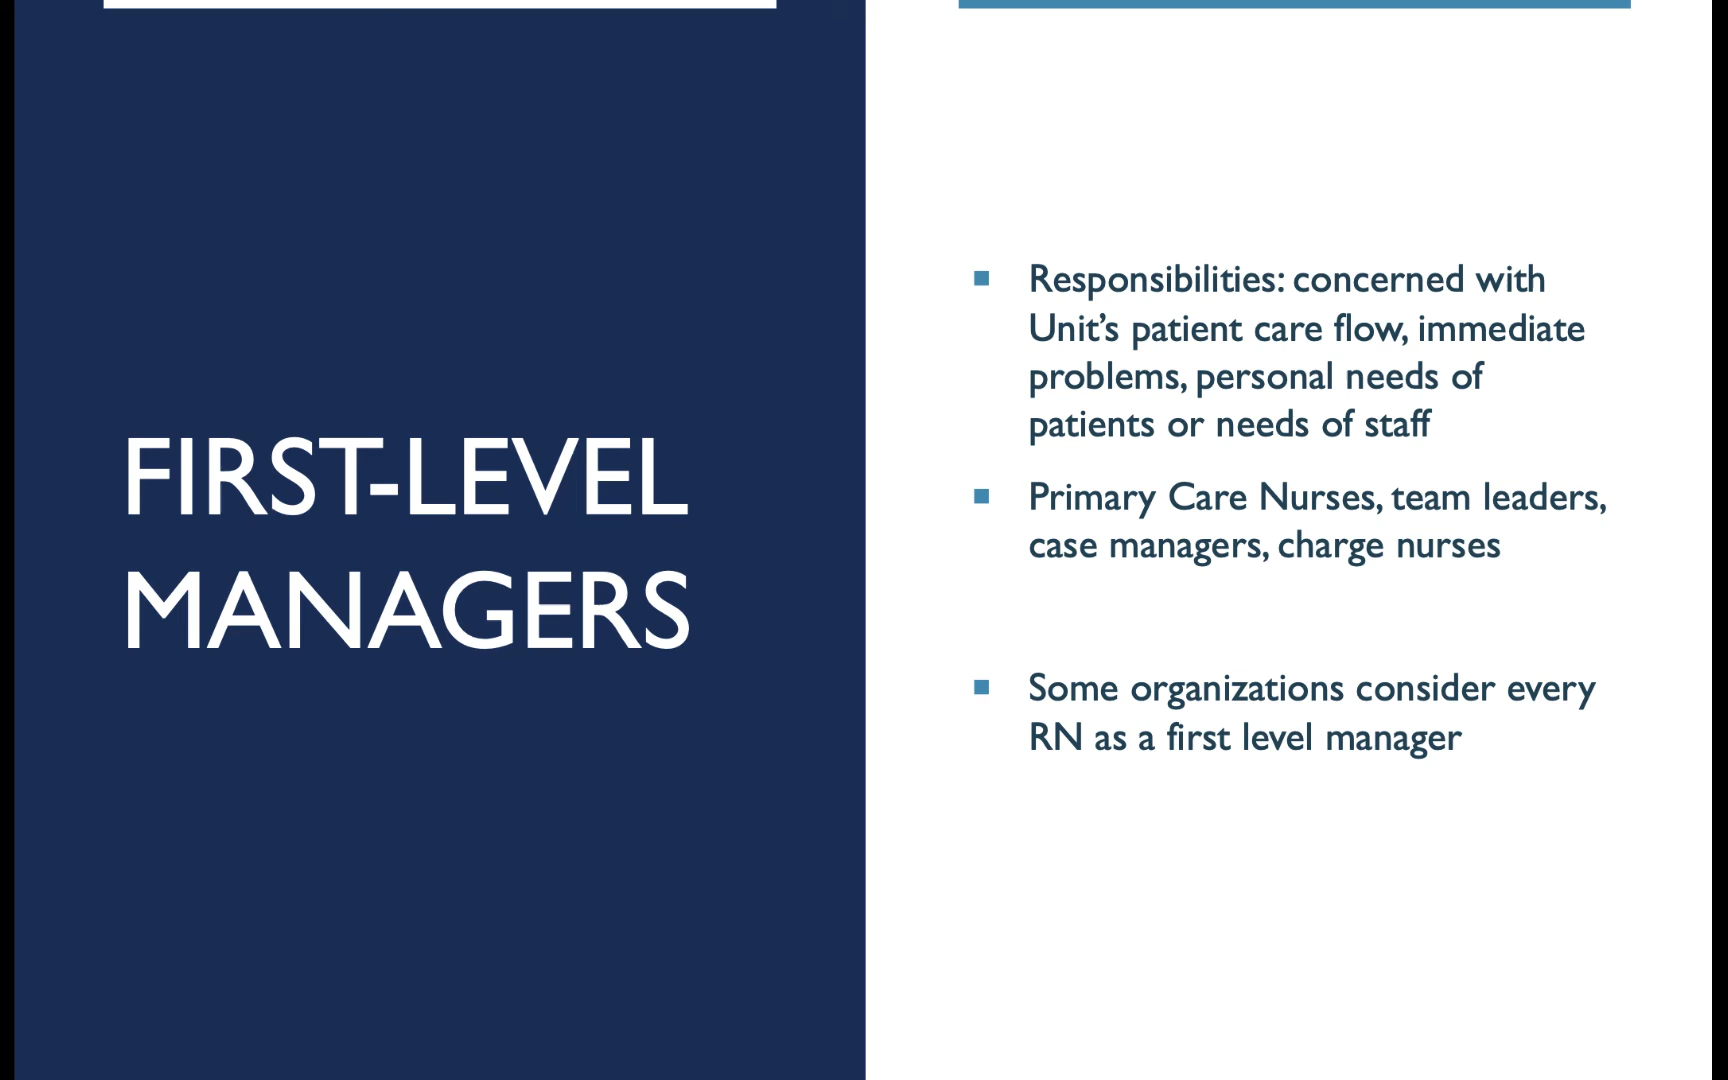 FIRST-LEVEL
MANAGERS
Responsibilities: concerned with
Unit’s patient care flow, immediate
problems, personal needs of
patients or needs of staff
Primary Care Nurses, team leaders,
case managers, charge nurses
Some organizations consider every
RN as a first level manager